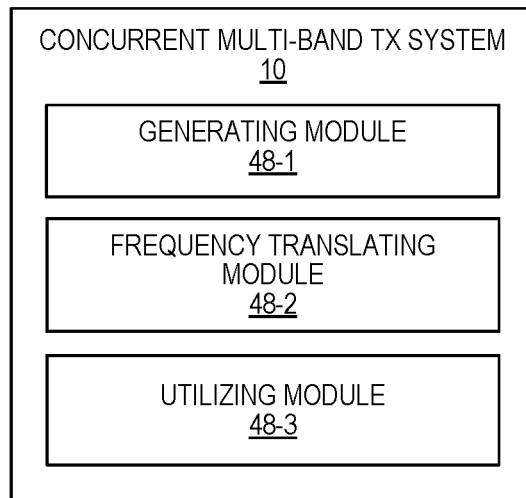 CONCURRENT MULTI-BAND TX SYSTEM
10
GENERATING MODULE
48-1
FREQUENCY TRANSLATING
MODULE
48-2
UTILIZING MODULE
48-3